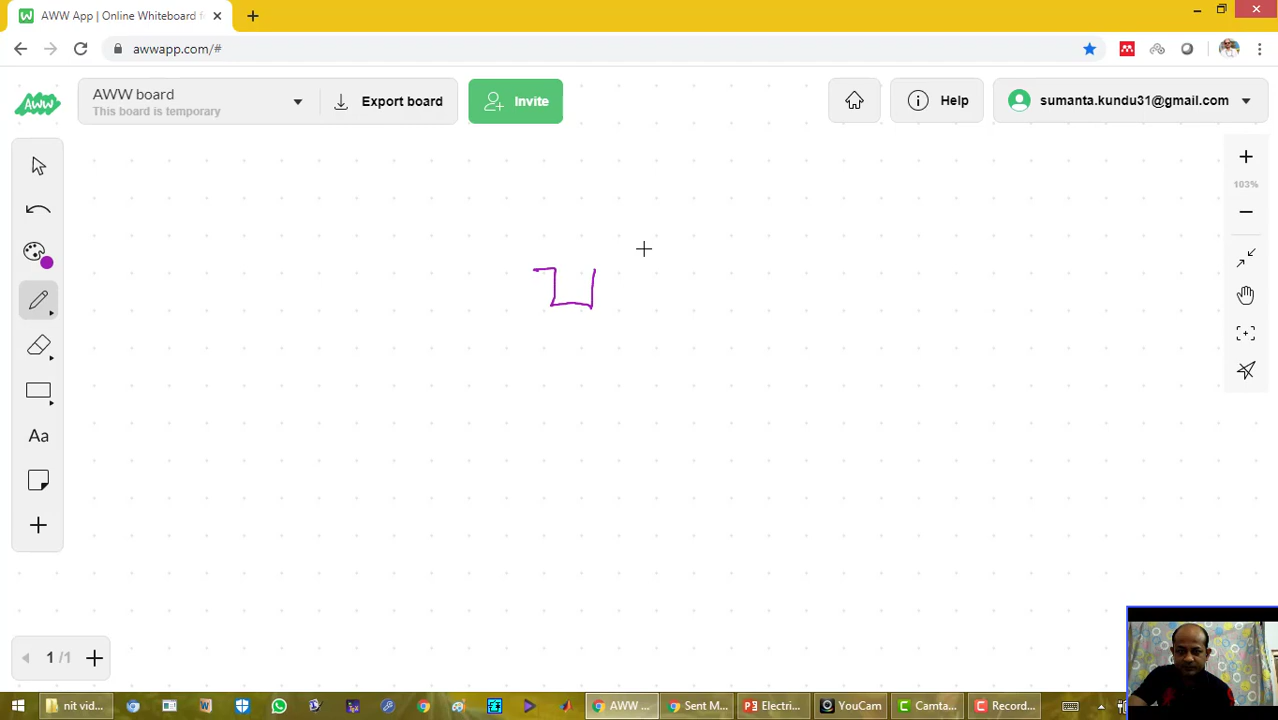 AWW App | Online Whiteboard f
awwapp.com/#
AWW
AWW board
This board is temporary
Export board
Invite
Help
sumanta.kundu31@gmail.com
103%
Aa
1 /1
nit vid...
AWW ...
Sent M...
Electri...
YouCam
Camta...
Record...